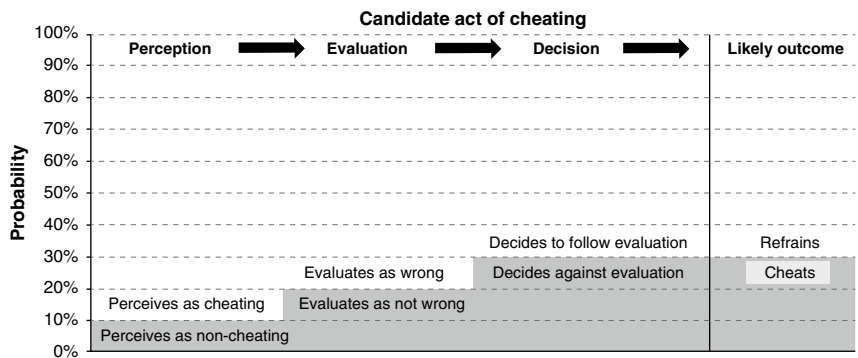 Candidate act of cheating
100%
Perception Evaluation Decision Likely outcome
90%
80%
70%
60%
50%
40%
Probability
Decides to follow evaluation Refrains
30%
Evaluates as wrong Decides against evaluation Cheats
20%
Perceives as cheating Evaluates as not wrong
10%
Perceives as non-cheating
0%